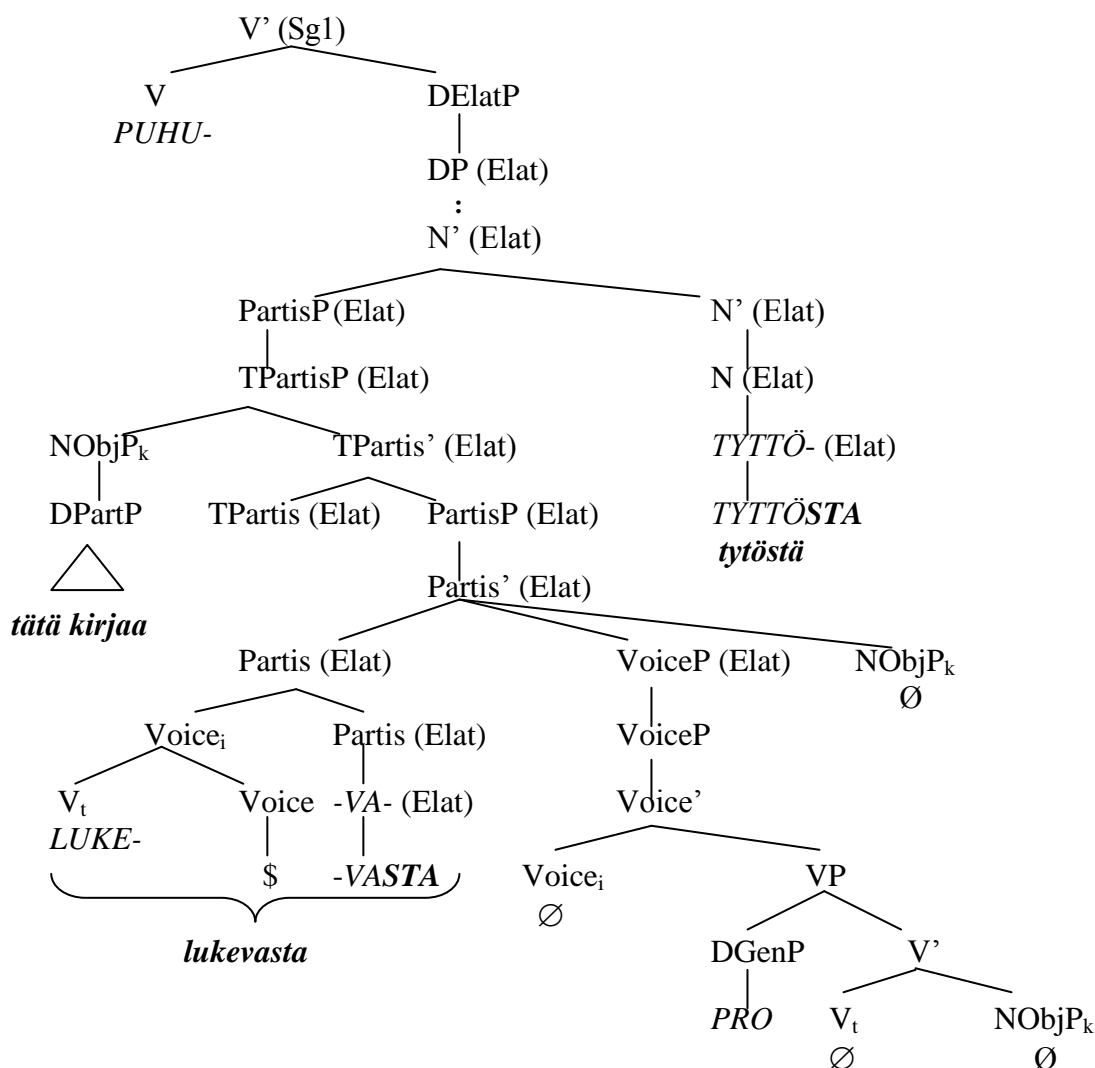 V’ (Sg1)
V DElatP
PUHU-
DP (Elat)
:
N’ (Elat)
PartisP (Elat) N’ (Elat)
TPartisP (Elat) N (Elat)
NObjPk TPartis’ (Elat) TYTTÖ- (Elat)
DPartP TPartis (Elat) PartisP (Elat) TYTTÖSTA
tytöstä
Partis’ (Elat)
tätä kirjaa
Partis (Elat) VoiceP (Elat) NObjPk
Ø
Voicei Partis (Elat) VoiceP
Vt Voice -VA- (Elat) Voice’
LUKE-
$ -VASTA Voicei VP
∅
lukevasta DGenP V’
PRO Vt NObjPk
∅ Ø